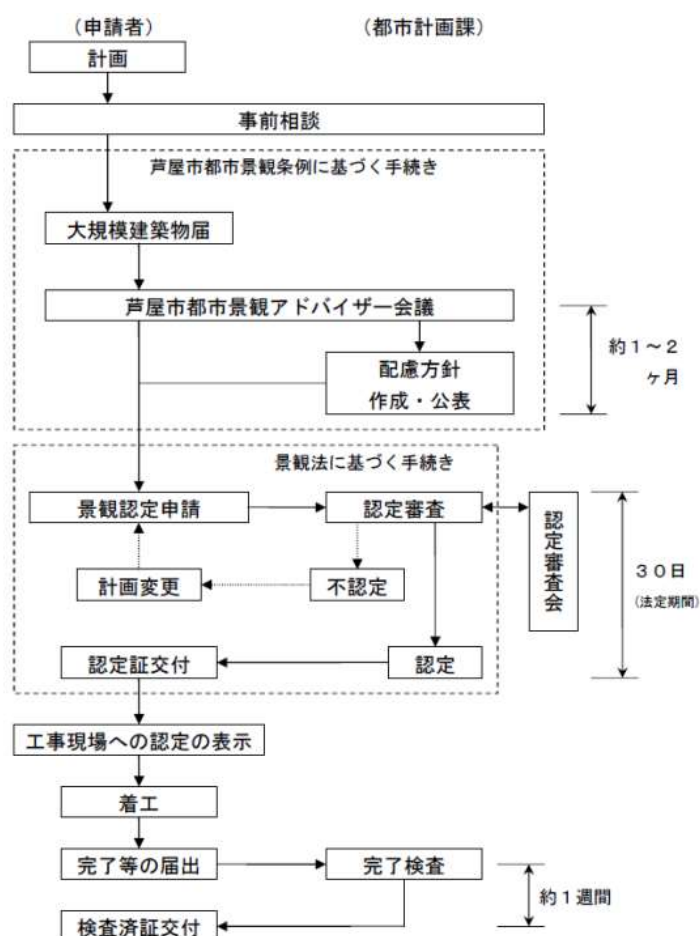 （申請者）
（都市計画課）
計画
事前相談
芦屋市都市景観条例に基づく手続き
大規模建築物届
芦屋市都市景観アドバイザー会議
配慮方針
作成・公表
約１～２
ヶ月
景観法に基づく手続き
景観認定申請
認定審査
認定審査会
計画変更
不認定
３０日
(法定期間)
認定証交付
認定
工事現場への認定の表示
着工
完了等の届出
完了検査
約１週間
検査済証交付